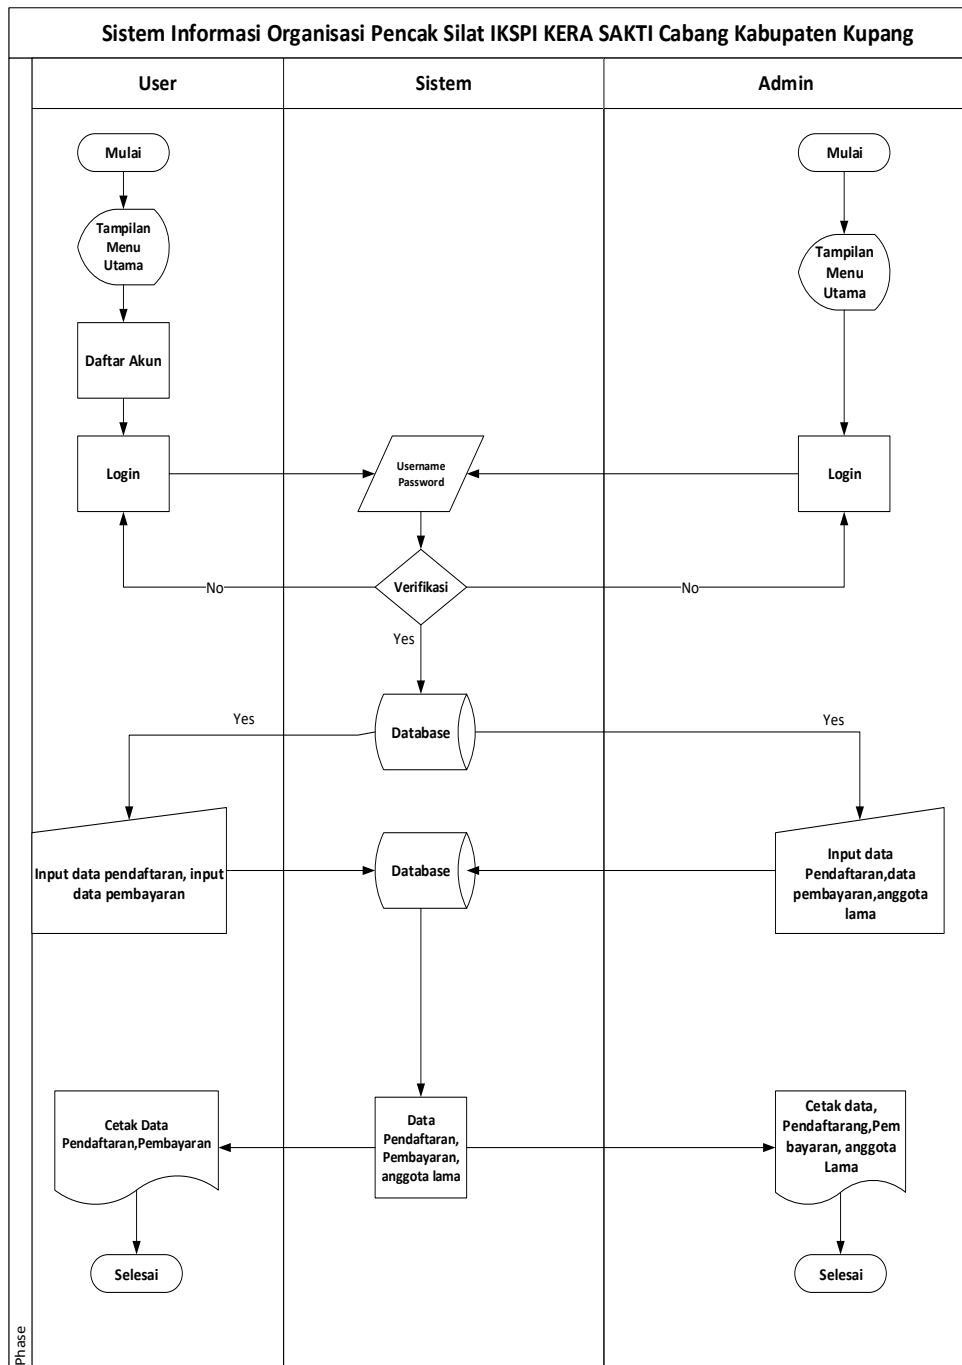 Sistem Informasi Organisasi Pencak Silat IKSPI KERA SAKTI Cabang Kabupaten Kupang
User
Sistem
Admin
Mulai
Mulai
Tampilan
Menu
Utama
Tampilan
Menu
Utama
Daftar Akun
Login
Username
Password
Login
No
Verifikasi
No
Yes
Yes
Database
Yes
Input data pendaftaran, input
data pembayaran
Database
Input data
Pendaftaran,data
pembayaran,anggota
lama
Cetak Data
Pendaftaran,Pembayaran
Data
Pendaftaran,
Pembayaran,
anggota lama
Cetak data,
Pendaftarang,Pem
bayaran, anggota
Lama
Selesai
Selesai
Phase